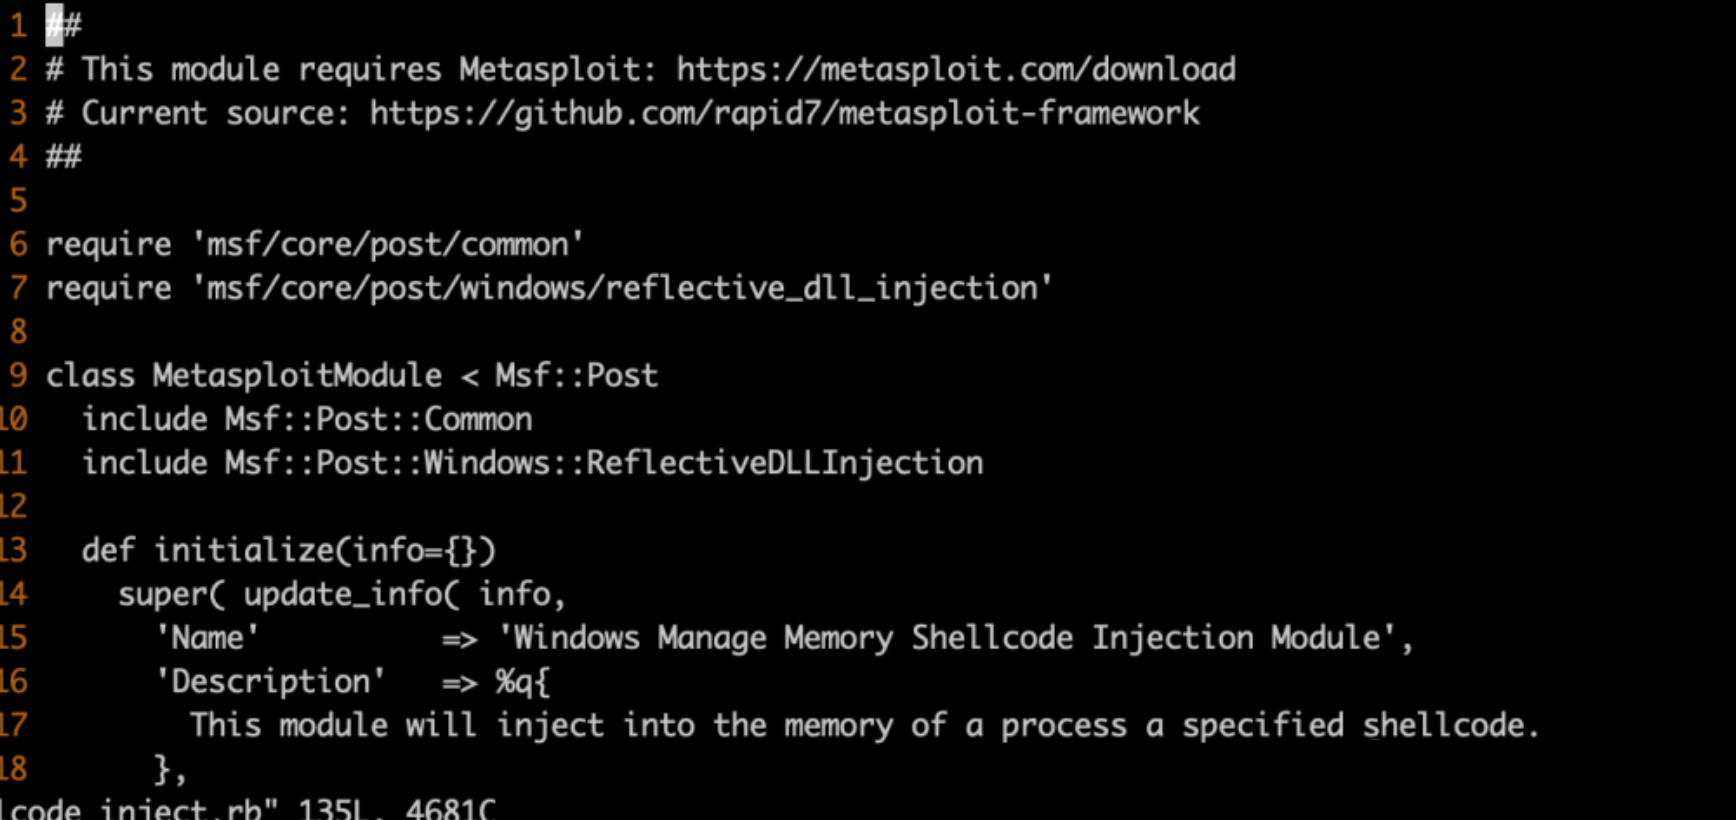 1 ##
2 # This module requires Metasploit: https://metasploit.com/download
3 # Current source: https://github.com/rapid7/metasploit-framework
4 ##
5
6 require 'msf/core/post/common'
7 require 'msf/core/post/windows/reflective_dll_injection'
8
9 class MetasploitModule < Msf::Post
10   include Msf::Post::Common
11   include Msf::Post::Windows::ReflectiveDLLInjection
12
13   def initialize(info={})
14     super( update_info( info,
15       'Name'          => 'Windows Manage Memory Shellcode Injection Module',
16       'Description'   => %q{
17         This module will inject into the memory of a process a specified shellcode.
18       },
lcode_inject.rb" 135L, 4681C